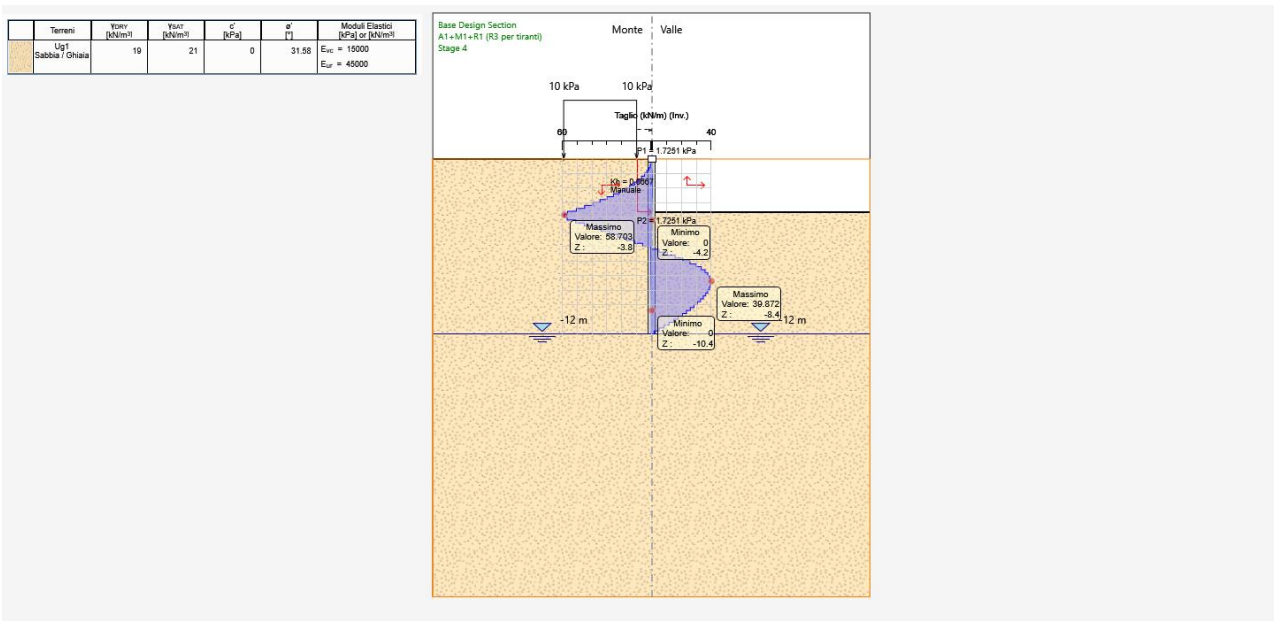 Terreni γDRY [kN/m³] γSAT [kN/m³] c' [kPa] ø' [°] Moduli Elastici [kPa] or [kN/m³]
Ug1 Sabbia / Ghiaia 19 21 0 31.58 Evc = 15000
Eur = 45000
Base Design Section
A1+M1+R1 (R3 per tiranti)
Stage 4
Monte Valle
10 kPa 10 kPa
Taglio (kN/m) (Inv.)
60 40
P1 = 1.7251 kPa
Kh = 0.0667
Manuale
P2 = 1.7251 kPa
Massimo
Valore: 58.703
Z : -3.8
Minimo
Valore: 0
Z : -4.2
Massimo
Valore: 39.872
Z : -8.4
-12 m
-12 m
Minimo
Valore: 0
Z : -10.4